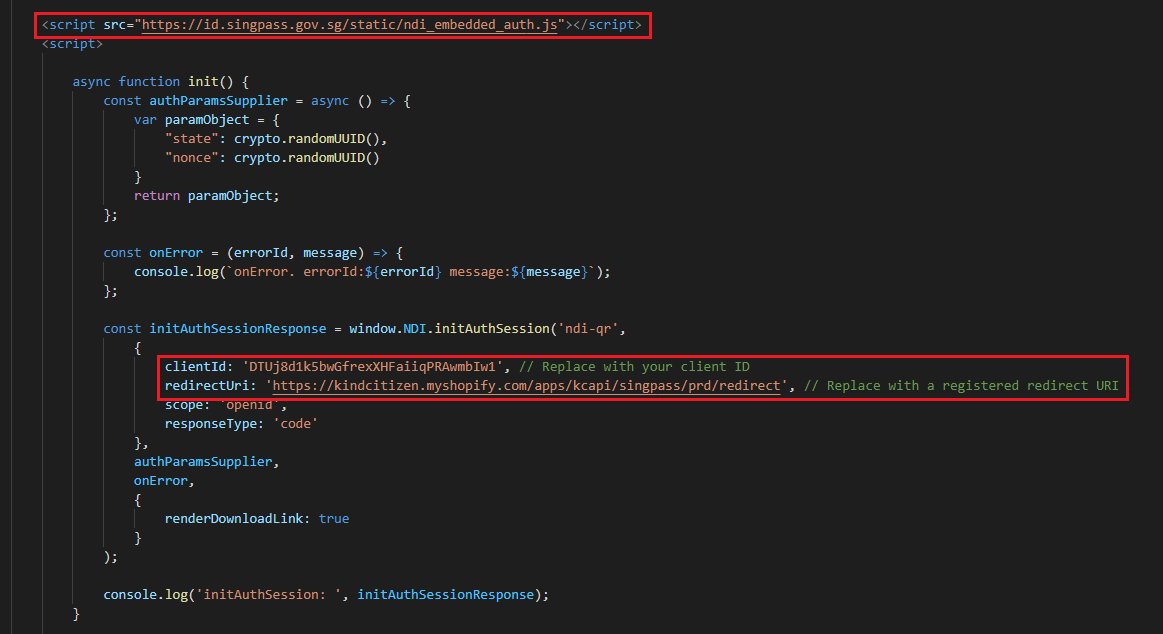 <script src="https://id.singpass.gov.sg/static/ndi_embedded_auth.js"></script>
<script>
async function init() {
const authParamsSupplier = async () => {
var paramObject = {
"state": crypto.randomUUID(),
"nonce": crypto.randomUUID()
}
return paramObject;
};
const onError = (errorId, message) => {
console.log(`onError. errorId:${errorId} message:${message}`);
};
const initAuthSessionResponse = window.NDI.initAuthSession('ndi-qr',
{
clientId: 'DTUj8d1k5bwGfrexXHFaiiqPRAwmbIw1', // Replace with your client ID
redirectUri: 'https://kindcitizen.myshopify.com/apps/kcapi/singpass/prd/redirect', // Replace with a registered redirect URI
scope: 'openid',
responseType: 'code'
},
authParamsSupplier,
onError,
{
renderDownloadLink: true
}
);
console.log('initAuthSession: ', initAuthSessionResponse);
}